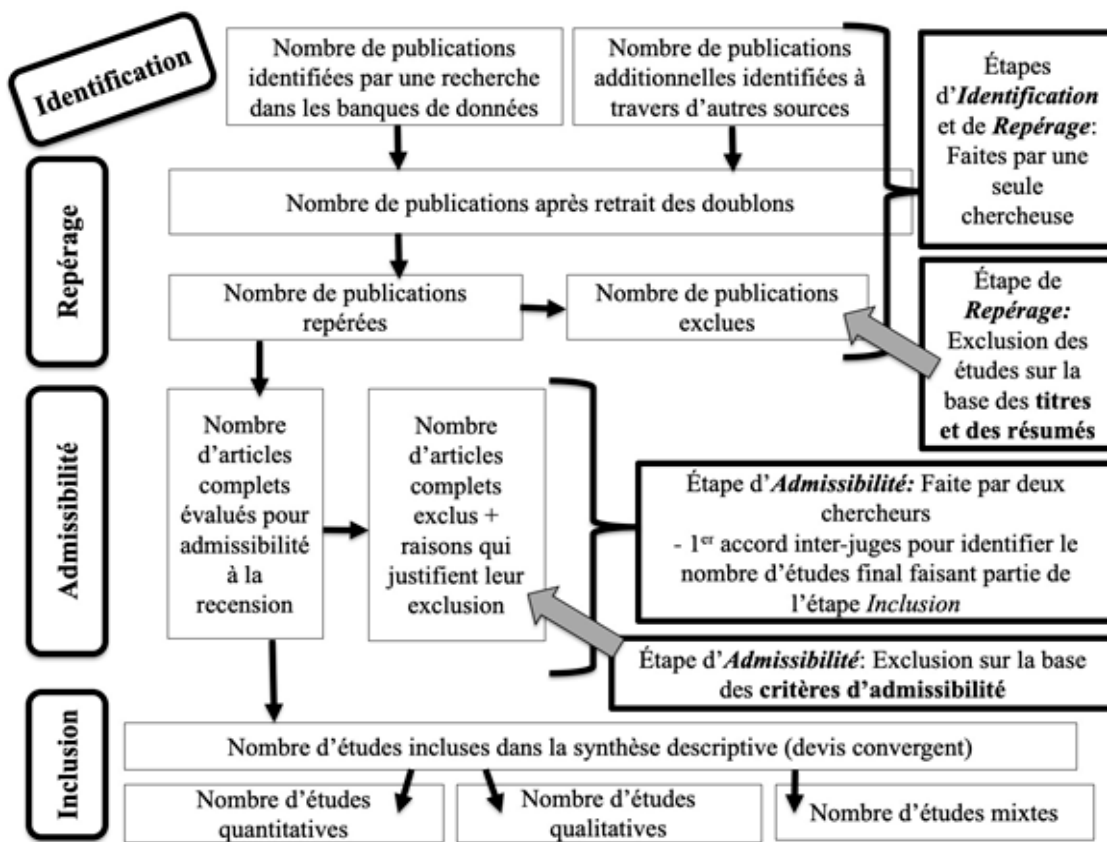 Identification
Nombre de publications
identifiées par une recherche
dans les banques de données
Nombre de publications
additionnelles identifiées à
travers d'autres sources
Étapes
d'Identification
et de Repérage:
Faites par une
seule
chercheuse
Repérage
Nombre de publications après retrait des doublons
Nombre de publications
repérées
Nombre de publications
exclues
Étape de
Repérage:
Exclusion des
études sur la
base des titres
et des résumés
Admissibilité
Nombre
d'articles
complets
évalués pour
admissibilité
à la
recension
Nombre
d'articles
complets
exclus +
raisons qui
justifient leur
exclusion
Étape d'Admissibilité: Faite par deux
chercheurs
- 1er accord inter-juges pour identifier le
nombre d'études final faisant partie de
l'étape Inclusion
Étape d'Admissibilité: Exclusion sur la base
des critères d'admissibilité
Inclusion
Nombre d'études incluses dans la synthèse descriptive (devis convergent)
Nombre d'études
quantitatives
Nombre d'études
qualitatives
Nombre d'études mixtes